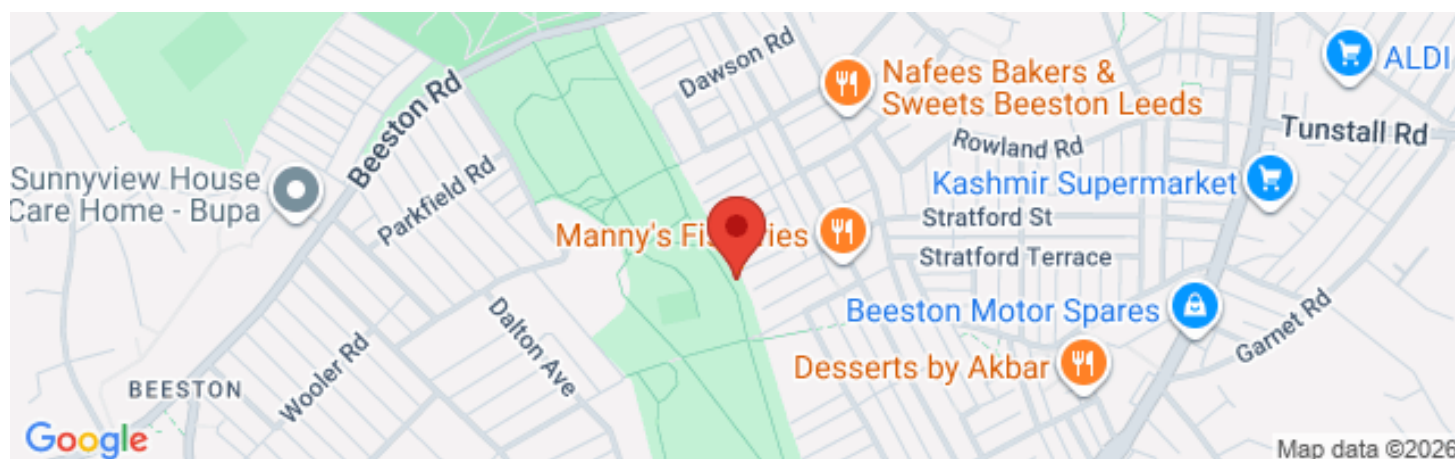 Dawson Rd
Nafees Bakers &
Sweets Beeston Leeds
ALDI
Tunstall Rd
Beeston Rd
Rowland Rd
Sunnyview House
Care Home - Bupa
Parkfield Rd
Kashmir Supermarket
Manny's
Stratford St
Stratford Terrace
Beeston Motor Spares
Garnet Rd
Dalton Ave
Desserts by Akbar
Wooler Rd
BEESTON
Google
Map data ©2026